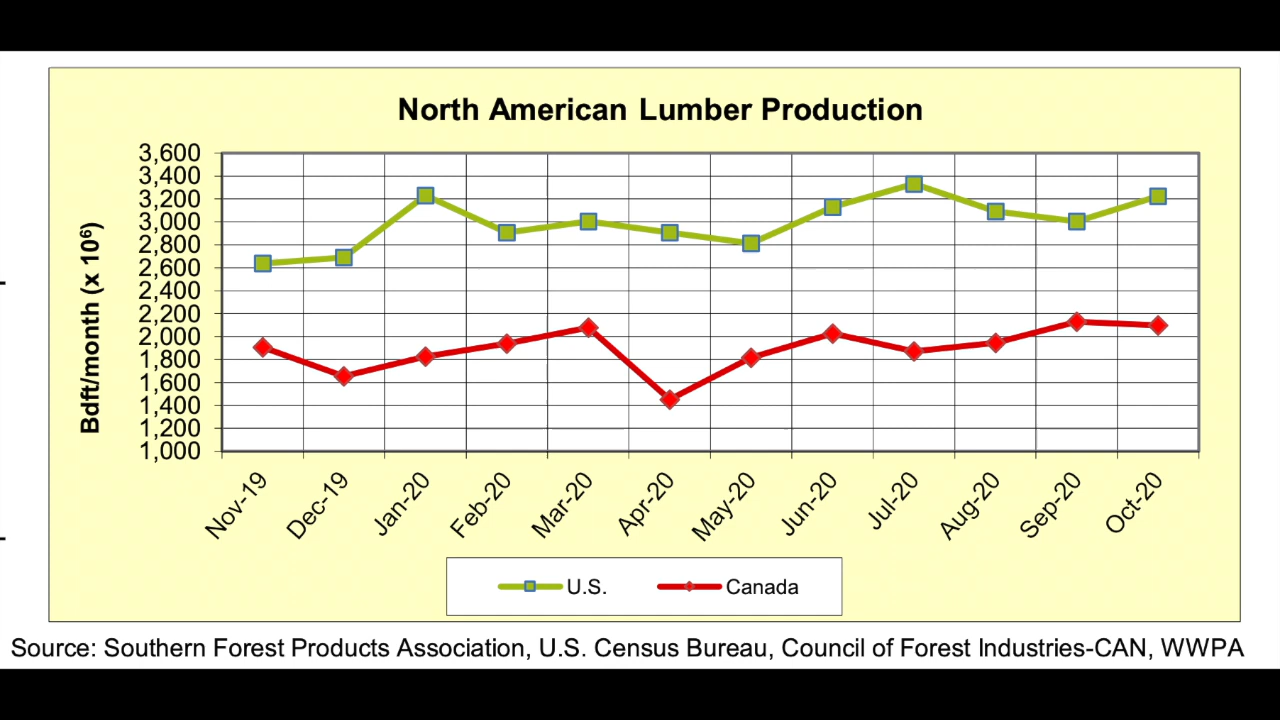 North American Lumber Production
Bdft/month (x 10⁶)
3,600
3,400
3,200
3,000
2,800
2,600
2,400
2,200
2,000
1,800
1,600
1,400
1,200
1,000
Nov-19
Dec-19
Jan-20
Feb-20
Mar-20
Apr-20
May-20
Jun-20
Jul-20
Aug-20
Sep-20
Oct-20
U.S.
Canada
Source: Southern Forest Products Association, U.S. Census Bureau, Council of Forest Industries-CAN, WWPA